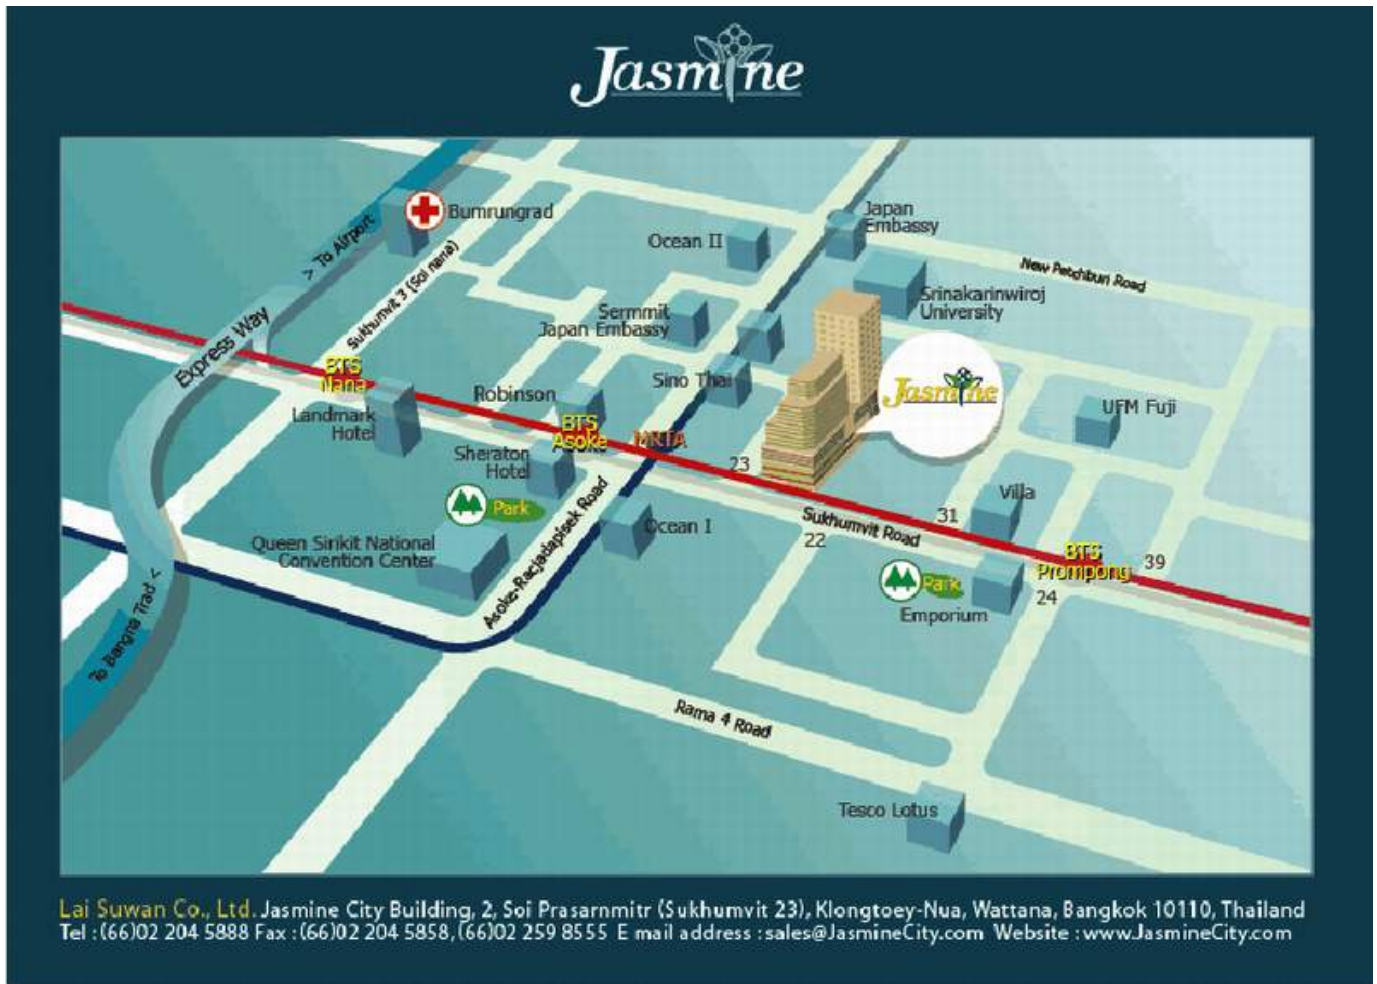 Jasmine
Bumrungrad
> To Airport
Sukhumvit 3 (Soi nana)
Express Way
Ocean II
Japan
Embassy
New Petchburi Road
Srinakarinwiroj
University
Sermmit
Japan Embassy
Sino Thai
Jasmine
UFM Fuji
BTS
Nana
Landmark
Hotel
Robinson
BTS
Asoke
MRTA
Sheraton
Hotel
Park
23
Ocean I
Queen Sirikit National
Convention Center
Asoke-Racjadapisek Road
Villa
31
Sukhumvit Road
22
BTS
Prompong
39
24
Park
Emporium
To Bangna Trad <
Rama 4 Road
Tesco Lotus
Lai Suwan Co., Ltd. Jasmine City Building, 2, Soi Prasarnmitr (Sukhumvit 23), Klongtoey-Nua, Wattana, Bangkok 10110, Thailand
Tel :(66)02 204 5888 Fax :(66)02 204 5858, (66)02 259 8555 E mail address :sales@JasmineCity.com Website :www.JasmineCity.com